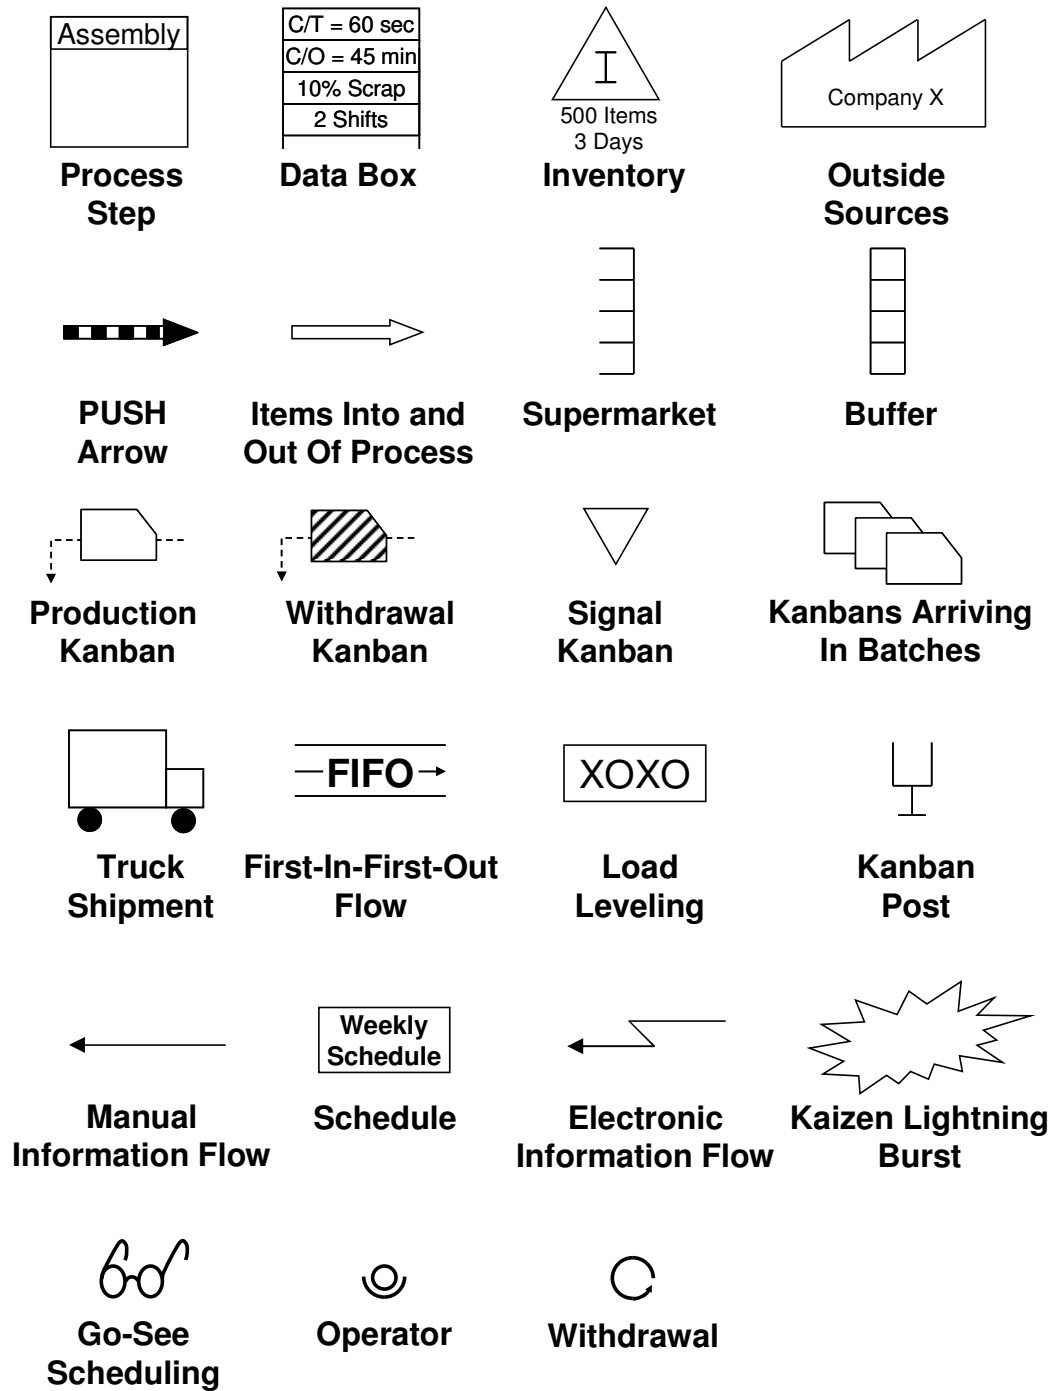 Assembly
Process
Step
C/T = 60 sec
C/O = 45 min
10% Scrap
2 Shifts
Data Box
I
500 Items
3 Days
Inventory
Company X
Outside
Sources
PUSH
Arrow
Items Into and
Out Of Process
Supermarket
Buffer
Production
Kanban
Withdrawal
Kanban
Signal
Kanban
Kanbans Arriving
In Batches
Truck
Shipment
FIFO
First-In-First-Out
Flow
XOXO
Load
Leveling
Kanban
Post
Manual
Information Flow
Weekly
Schedule
Schedule
Electronic
Information Flow
Kaizen Lightning
Burst
Go-See
Scheduling
Operator
Withdrawal